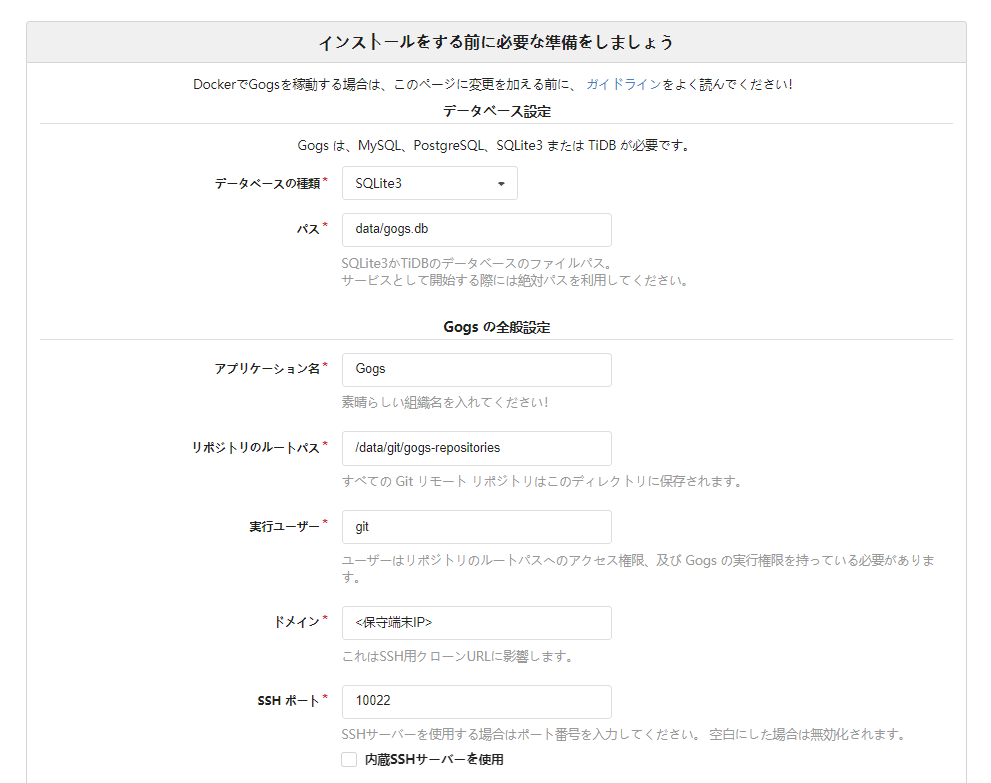 インストールをする前に必要な準備をしましょう
DockerでGogsを稼動する場合は、このページに変更を加える前に、 ガイドラインをよく読んでください!
データベース設定
Gogs は、MySQL、PostgreSQL、SQLite3 または TiDB が必要です。
データベースの種類* SQLite3
パス* data/gogs.db
SQLite3かTiDBのデータベースのファイルパス。
サービスとして開始する際には絶対パスを利用してください。
Gogs の全般設定
アプリケーション名* Gogs
素晴らしい組織名を入れてください!
リポジトリのルートパス* /data/git/gogs-repositories
すべての Git リモート リポジトリはこのディレクトリに保存されます。
実行ユーザー* git
ユーザーはリポジトリのルートパスへのアクセス権限、及び Gogs の実行権限を持っている必要がありま
す。
ドメイン* <保守端末IP>
これはSSH用クローンURLに影響します。
SSH ポート* 10022
SSHサーバーを使用する場合はポート番号を入力してください。 空白にした場合は無効化されます。
内蔵SSHサーバーを使用